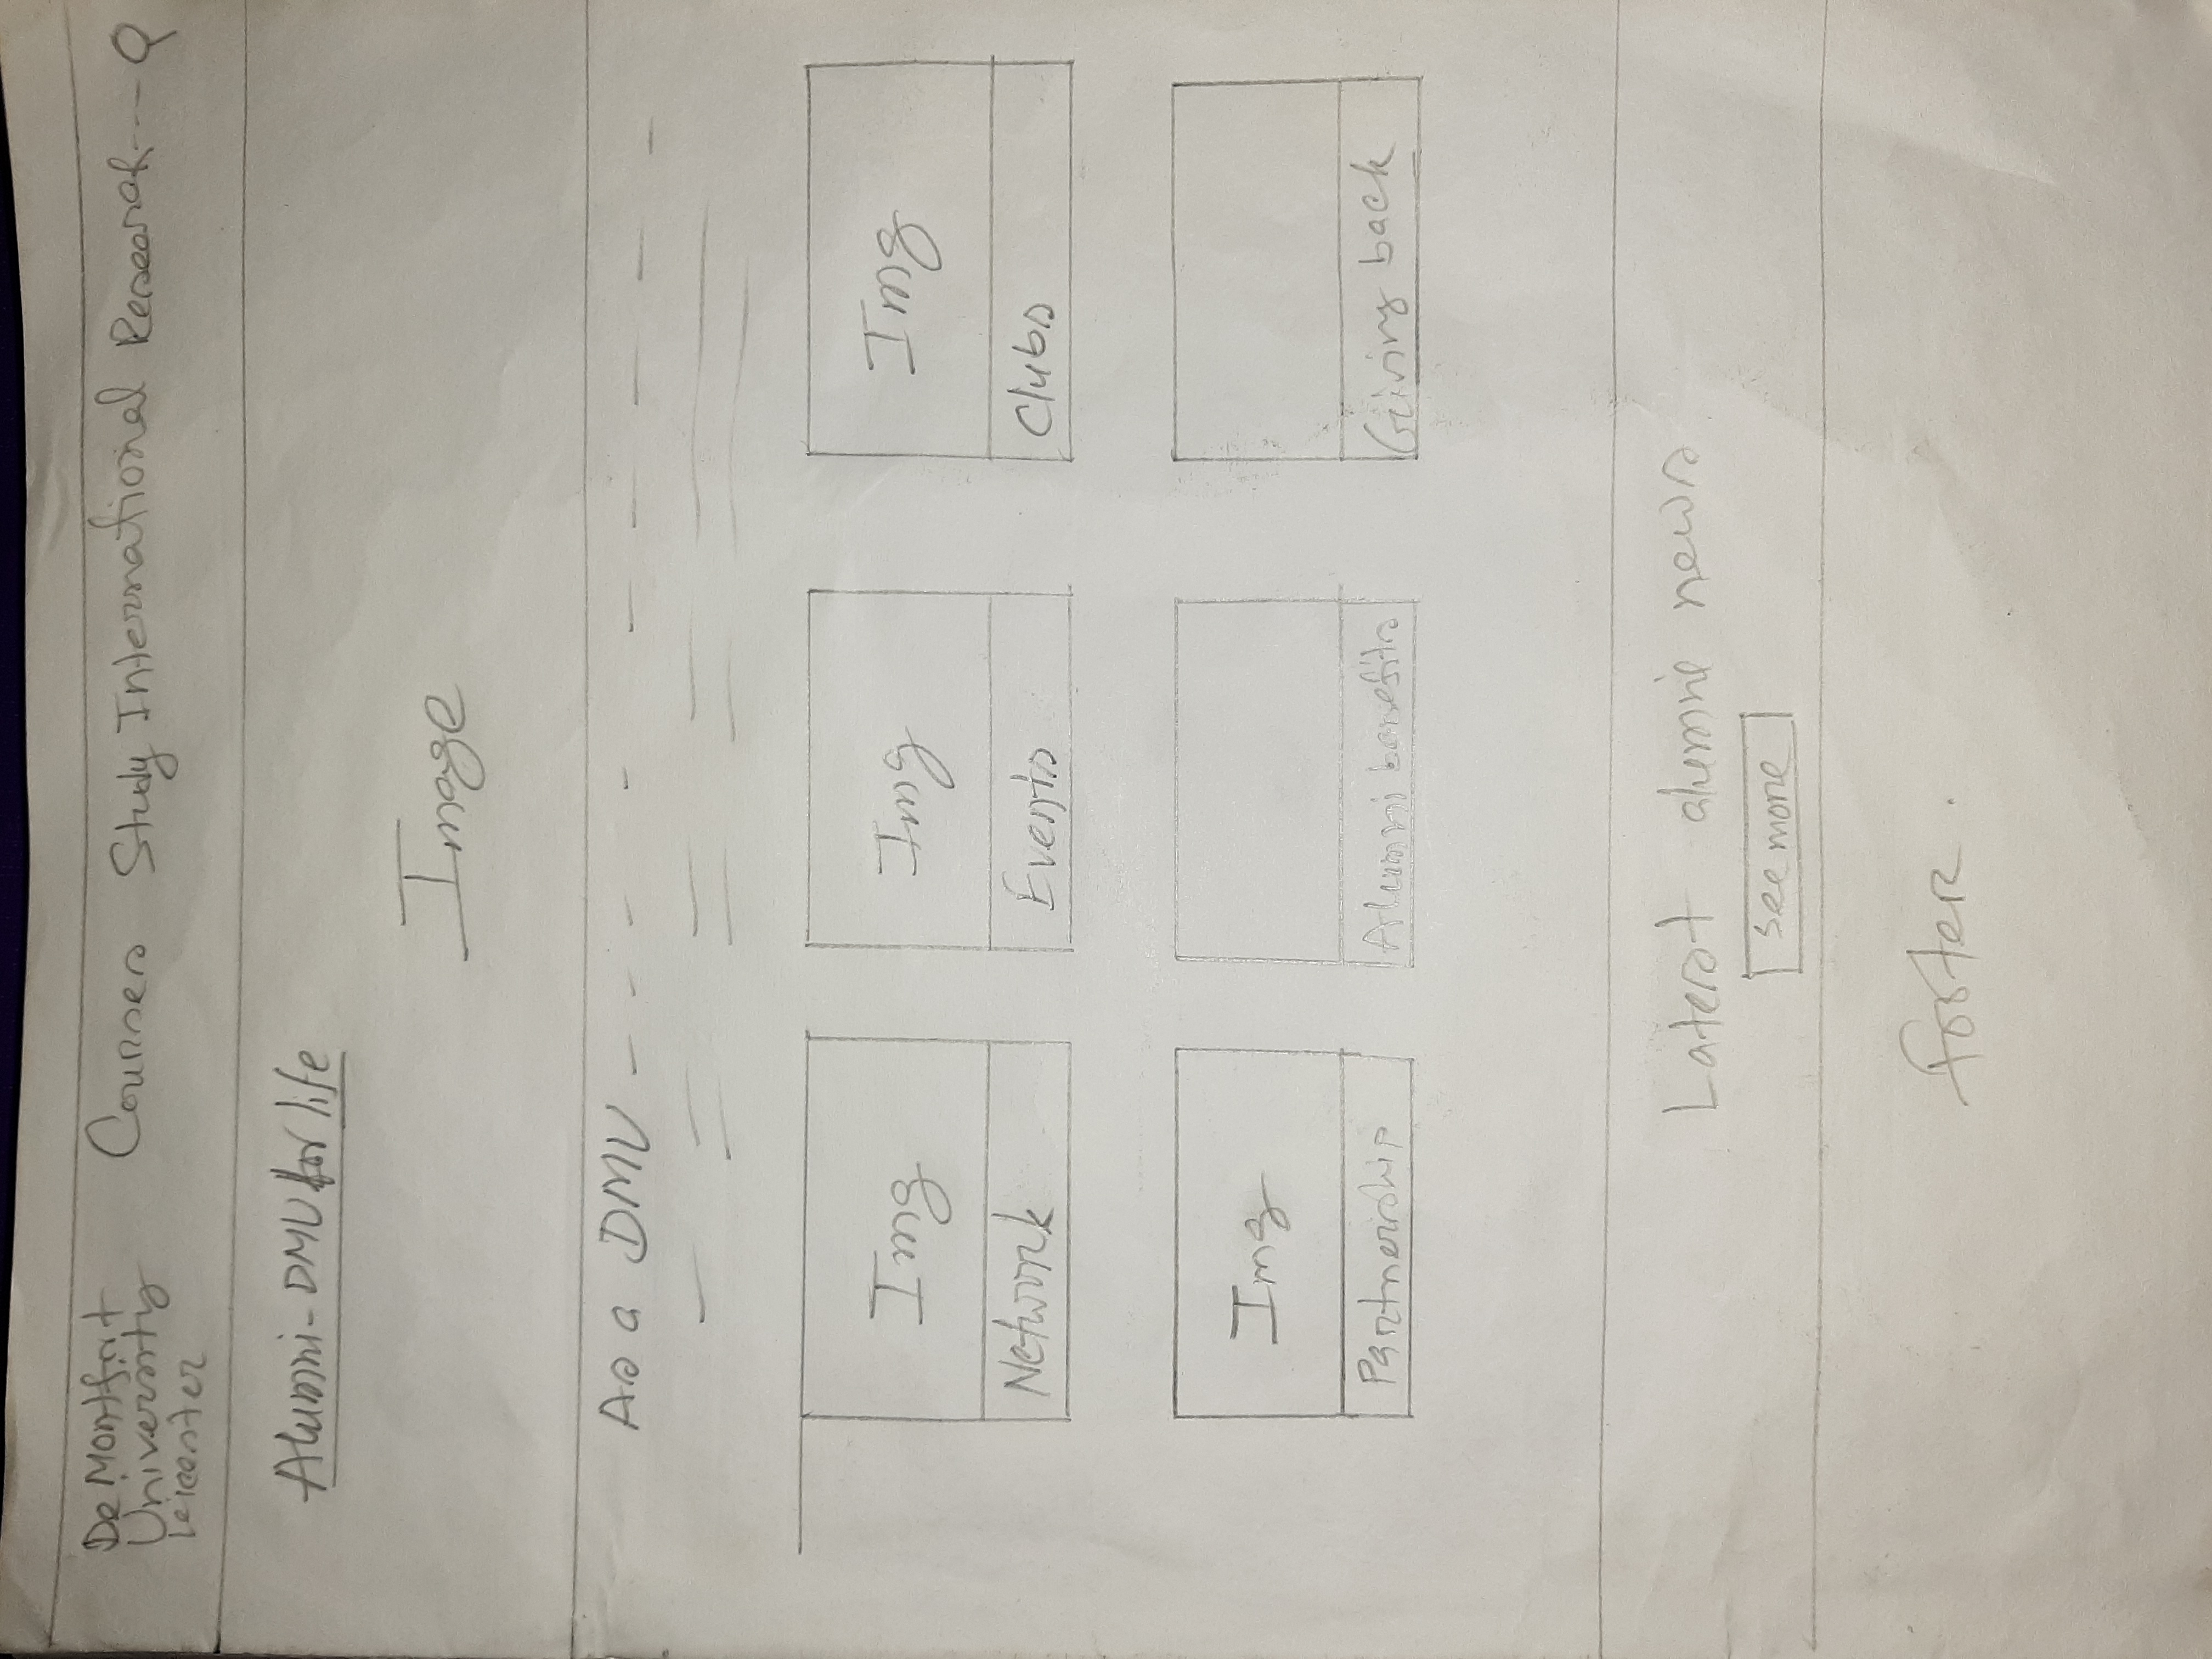 De Montfort
University
Leicester
Courses Study International Research---
Alumni-DMU for life
Image
As a DMU - - - - - - - - -
Img Img Img
Network Events Clubs
Img
Partnership Alumni benefits Giving back
Latest alumni news
see more
footer.